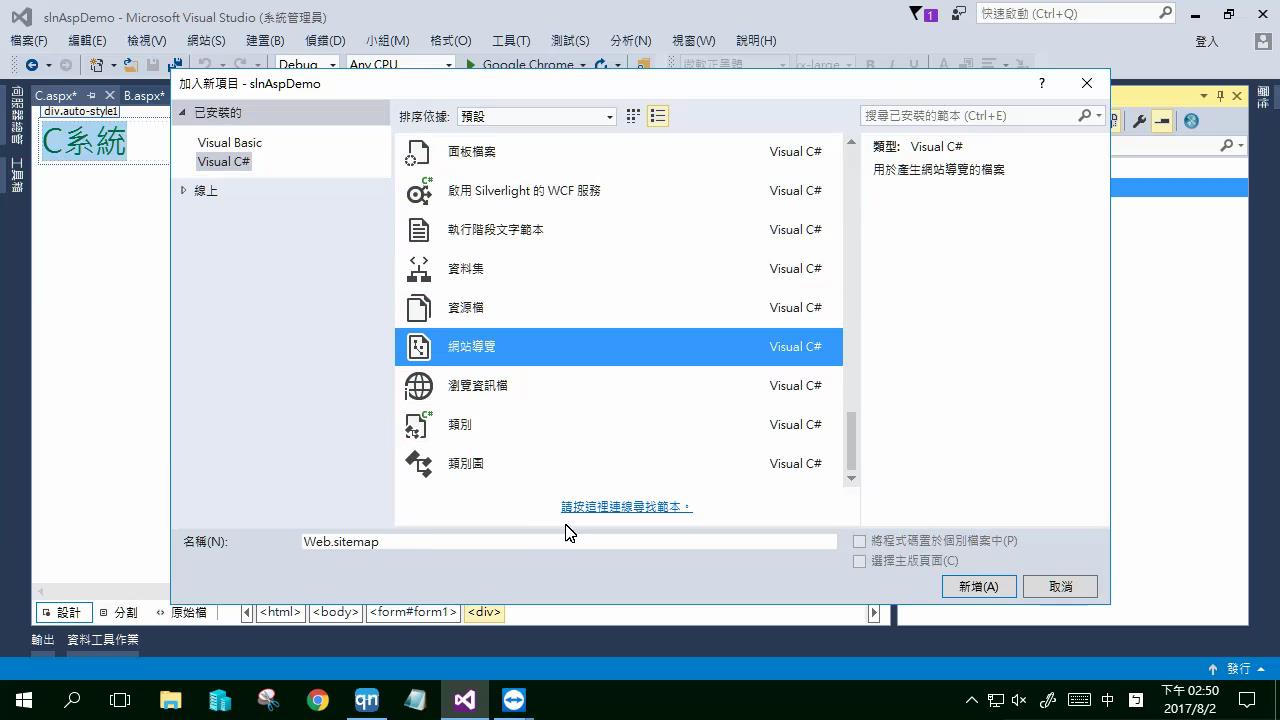 slnAspDemo - Microsoft Visual Studio (系統管理員)
1
快速啟動 (Ctrl+Q)
檔案(F) 編輯(E) 檢視(V) 網站(S) 建置(B) 偵錯(D) 小組(M) 格式(O) 工具(T) 測試(S) 分析(N) 視窗(W) 說明(H)
登入
Debug Any CPU Google Chrome
加入新項目 - slnAspDemo
?
C.aspx* B.aspx*
div.auto-style1
C系統
伺服器總管
工具箱
屬性
已安裝的
Visual Basic
Visual C#
線上
排序依據: 預設
搜尋已安裝的範本 (Ctrl+E)
面板檔案 Visual C#
啟用 Silverlight 的 WCF 服務 Visual C#
執行階段文字範本 Visual C#
資料集 Visual C#
資源檔 Visual C#
網站導覽 Visual C#
瀏覽資訊檔 Visual C#
類別 Visual C#
類別圖 Visual C#
請按這裡連線尋找範本。
類型: Visual C#
用於產生網站導覽的檔案
名稱(N): Web.sitemap
將程式碼置於個別檔案中(P)
選擇主版頁面(C)
新增(A) 取消
設計 分割 原始檔 <html> <body> <form#form1> <div>
輸出 資料工具作業
發行
qn
中
下午 02:50
2017/8/2